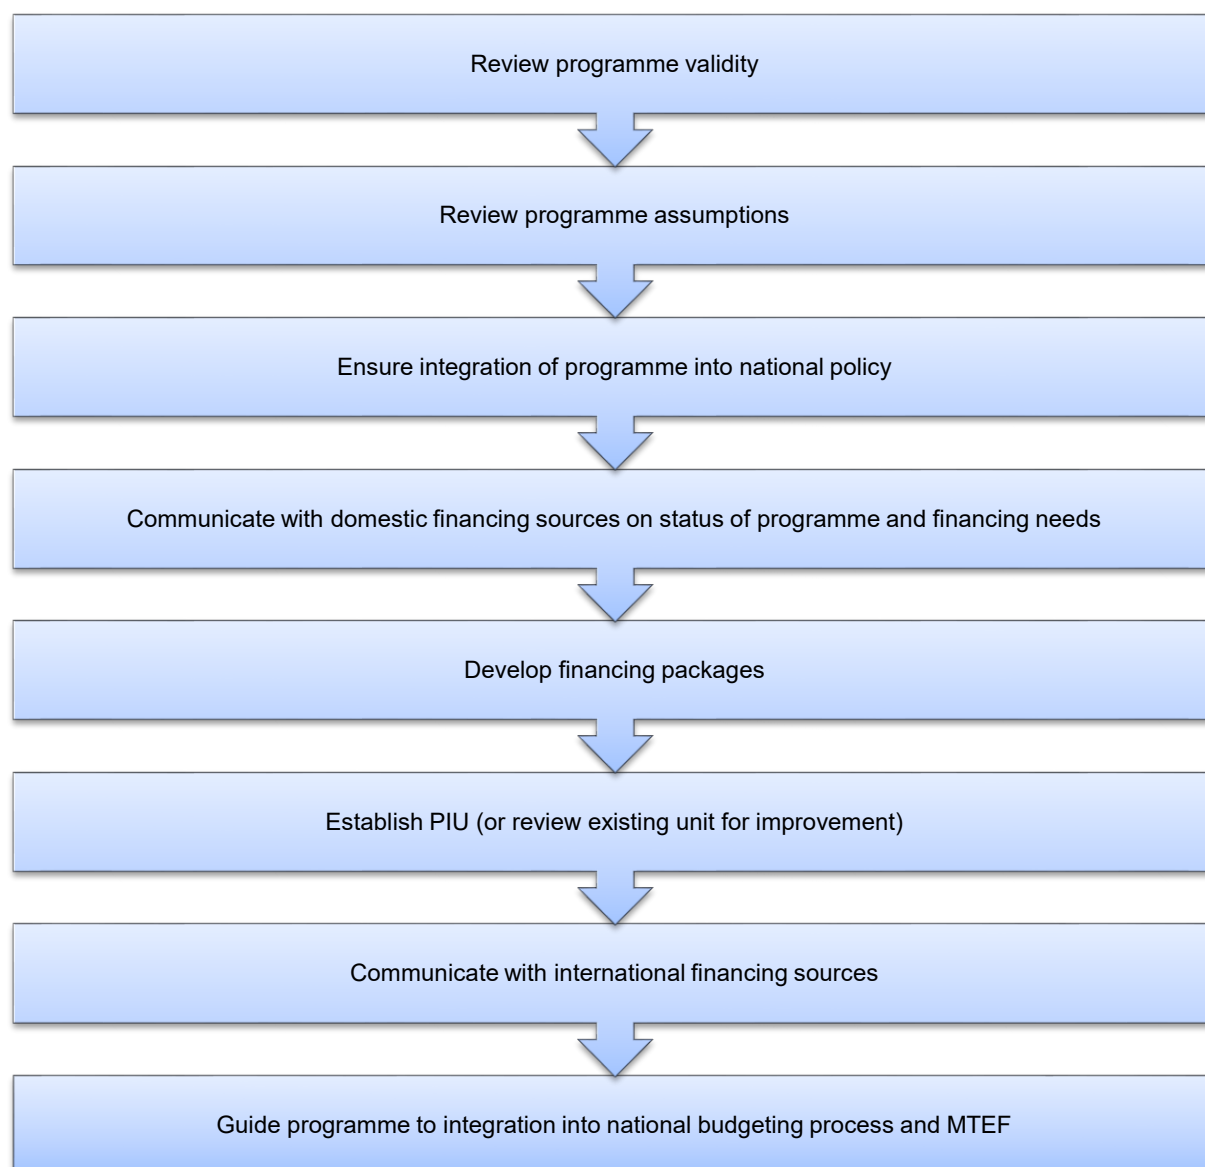 Review programme validity
Review programme assumptions
Ensure integration of programme into national policy
Communicate with domestic financing sources on status of programme and financing needs
Develop financing packages
Establish PIU (or review existing unit for improvement)
Communicate with international financing sources
Guide programme to integration into national budgeting process and MTEF